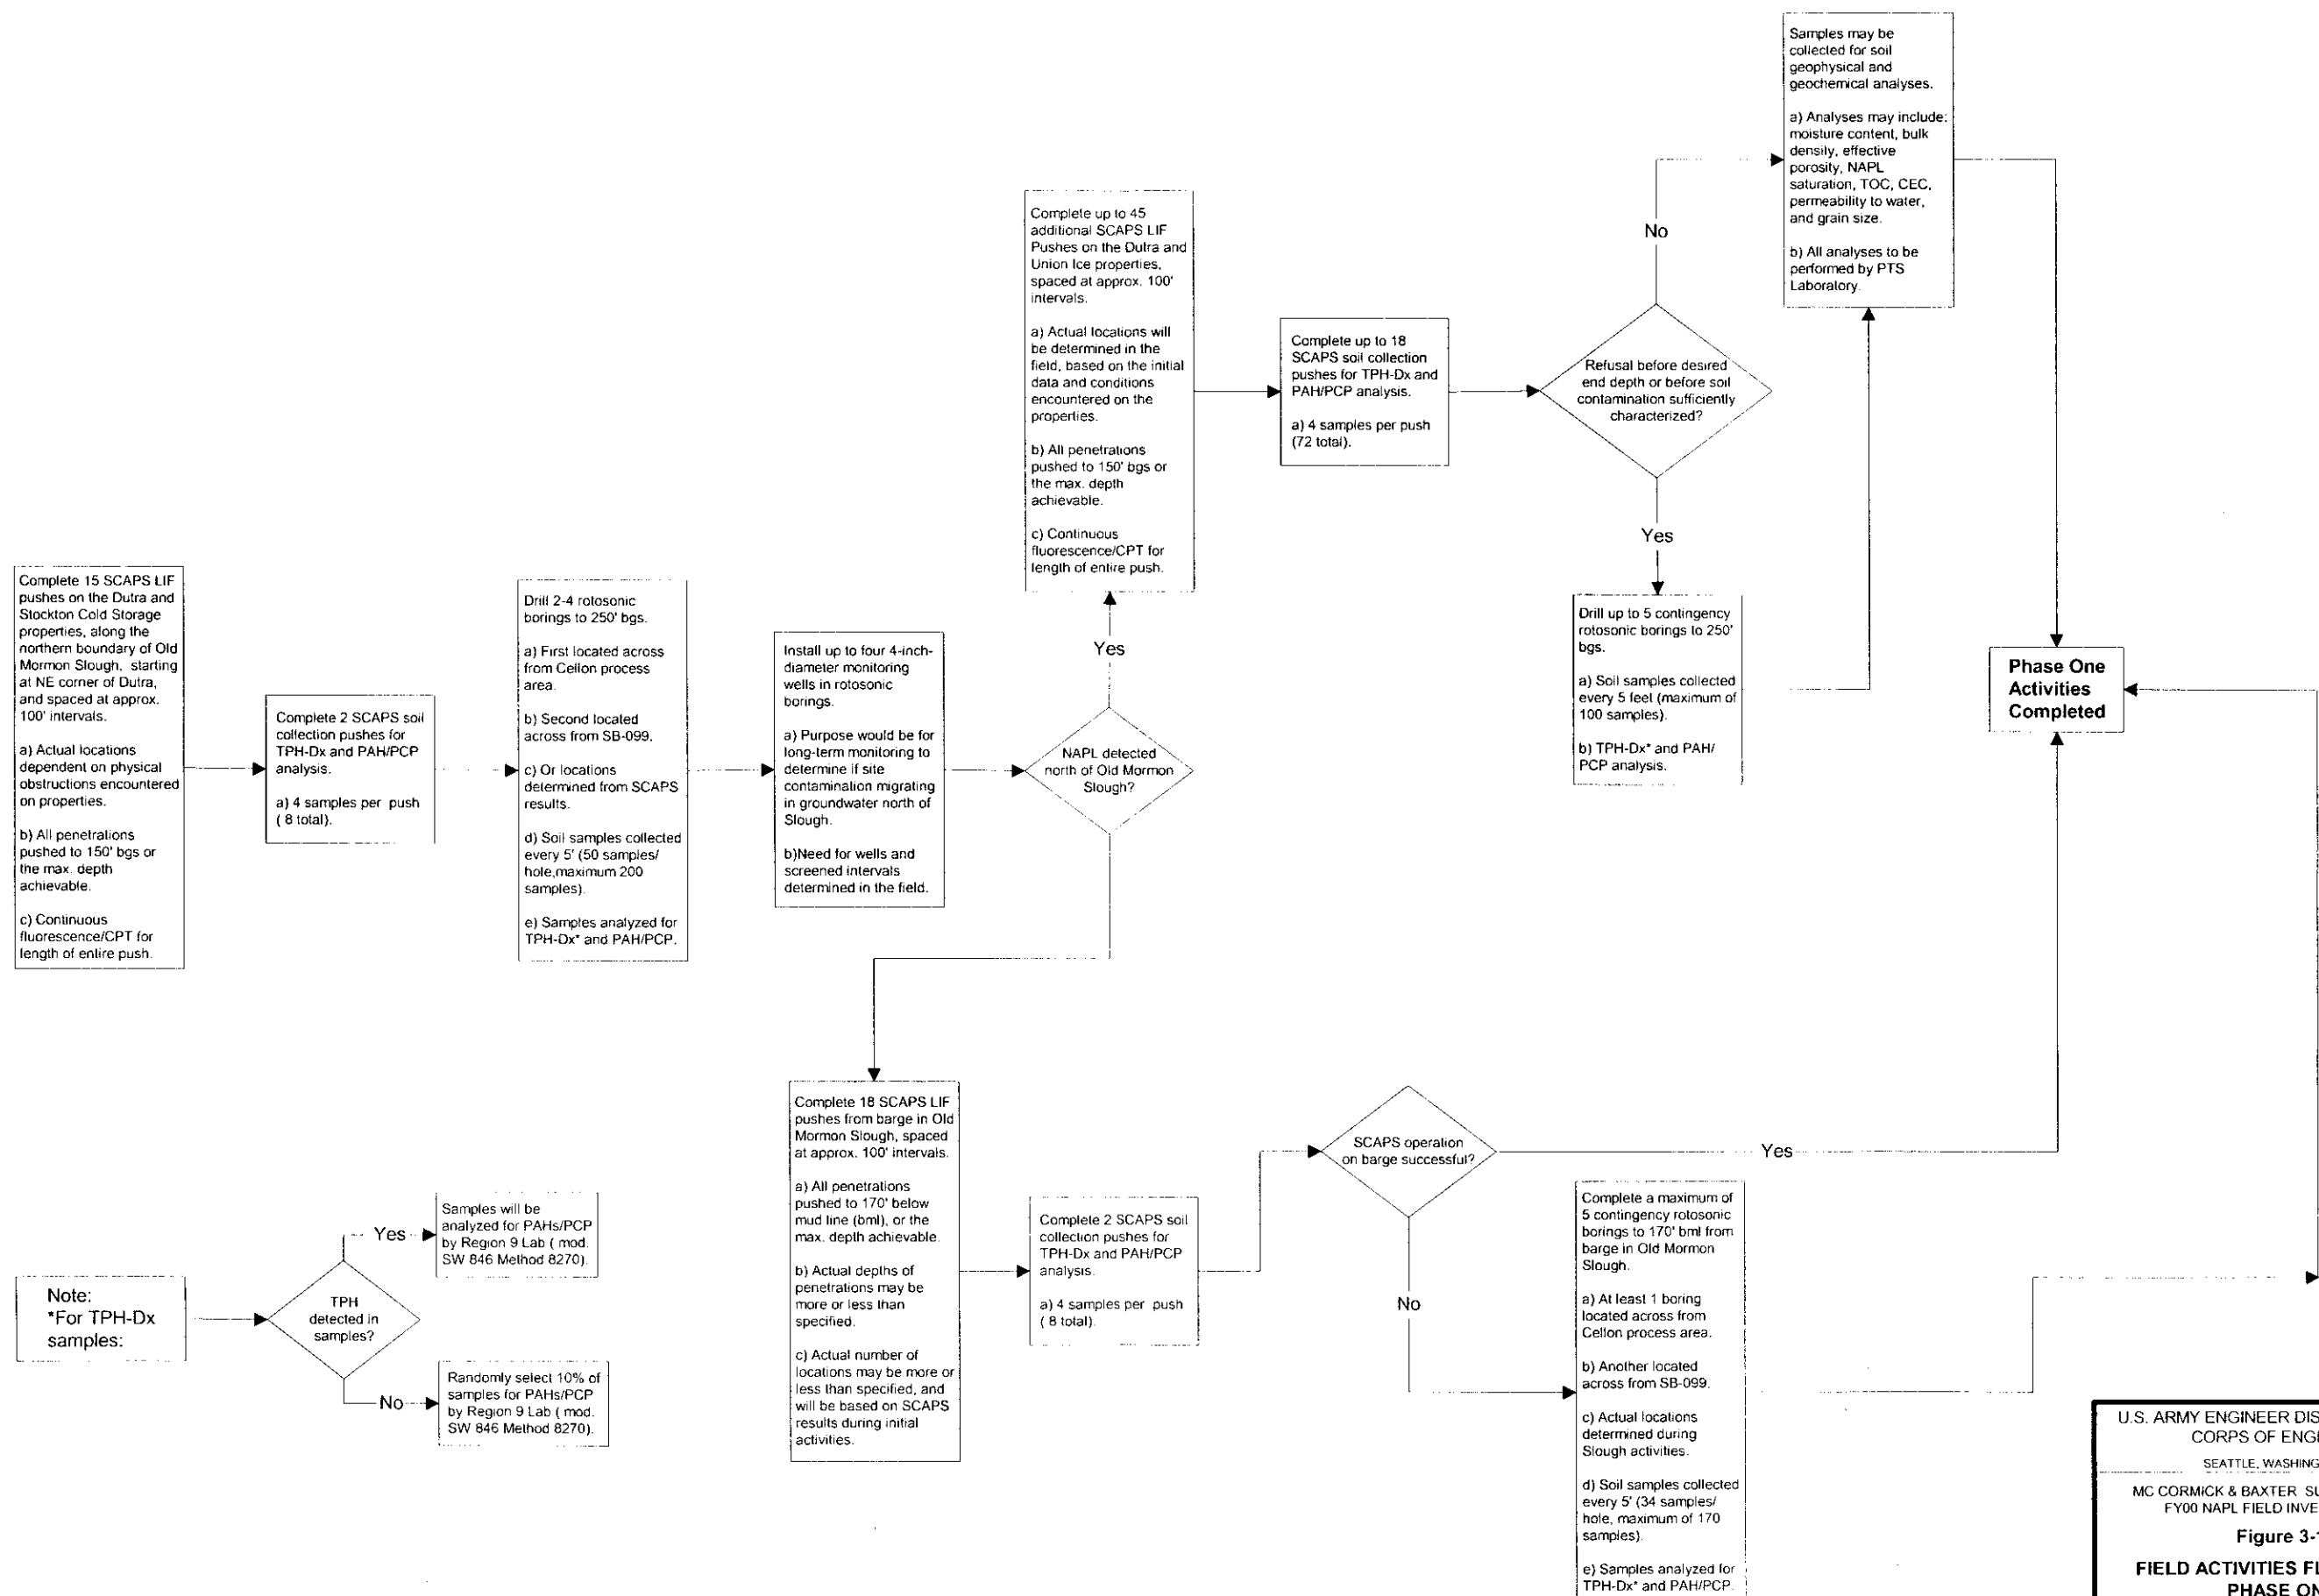 Complete 15 SCAPS LIF
pushes on the Dutra and
Stockton Cold Storage
properties, along the
northern boundary of Old
Mormon Slough, starting
at NE corner of Dutra,
and spaced at approx.
100' intervals.
a) Actual locations
dependent on physical
obstructions encountered
on properties.
b) All penetrations
pushed to 150' bgs or
the max. depth
achievable.
c) Continuous
fluorescence/CPT for
length of entire push.
Complete 2 SCAPS soil
collection pushes for
TPH-Dx and PAH/PCP
analysis.
a) 4 samples per push
( 8 total).
Drill 2-4 rotosonic
borings to 250' bgs.
a) First located across
from Cellon process
area.
b) Second located
across from SB-099.
c) Or locations
determined from SCAPS
results.
d) Soil samples collected
every 5' (50 samples/
hole,maximum 200
samples).
e) Samples analyzed for
TPH-Dx* and PAH/PCP.
Install up to four 4-inch-
diameter monitoring
wells in rotosonic
borings.
a) Purpose would be for
long-term monitoring to
determine if site
contamination migrating
in groundwater north of
Slough.
b)Need for wells and
screened intervals
determined in the field.
NAPL detected
north of Old Mormon
Slough?
Yes
Complete up to 45
additional SCAPS LIF
Pushes on the Dutra and
Union Ice properties,
spaced at approx. 100'
intervals.
a) Actual locations will
be determined in the
field, based on the initial
data and conditions
encountered on the
properties.
b) All penetrations
pushed to 150' bgs or
the max. depth
achievable.
c) Continuous
fluorescence/CPT for
length of entire push.
Complete up to 18
SCAPS soil collection
pushes for TPH-Dx and
PAH/PCP analysis.
a) 4 samples per push
(72 total).
Refusal before desired
end depth or before soil
contamination sufficiently
characterized?
No
Samples may be
collected for soil
geophysical and
geochemical analyses.
a) Analyses may include:
moisture content, bulk
density, effective
porosity, NAPL
saturation, TOC, CEC,
permeability to water,
and grain size.
b) All analyses to be
performed by PTS
Laboratory.
Yes
Drill up to 5 contingency
rotosonic borings to 250'
bgs.
a) Soil samples collected
every 5 feet (maximum of
100 samples).
b) TPH-Dx* and PAH/
PCP analysis.
Phase One
Activities
Completed
Complete 18 SCAPS LIF
pushes from barge in Old
Mormon Slough, spaced
at approx. 100' intervals.
a) All penetrations
pushed to 170' below
mud line (bml), or the
max. depth achievable.
b) Actual depths of
penetrations may be
more or less than
specified.
c) Actual number of
locations may be more or
less than specified, and
will be based on SCAPS
results during initial
activities.
Complete 2 SCAPS soil
collection pushes for
TPH-Dx and PAH/PCP
analysis.
a) 4 samples per push
( 8 total).
SCAPS operation
on barge successful?
Yes
No
Complete a maximum of
5 contingency rotosonic
borings to 170' bml from
barge in Old Mormon
Slough.
a) At least 1 boring
located across from
Cellon process area.
b) Another located
across from SB-099.
c) Actual locations
determined during
Slough activities.
d) Soil samples collected
every 5' (34 samples/
hole, maximum of 170
samples).
e) Samples analyzed for
TPH-Dx* and PAH/PCP.
Note:
*For TPH-Dx
samples:
TPH
detected in
samples?
Yes
Samples will be
analyzed for PAHs/PCP
by Region 9 Lab ( mod.
SW 846 Method 8270).
No
Randomly select 10% of
samples for PAHs/PCP
by Region 9 Lab ( mod.
SW 846 Method 8270).
U.S. ARMY ENGINEER DIS
CORPS OF ENGI
SEATTLE, WASHING
MC CORMICK & BAXTER SU
FY00 NAPL FIELD INVE
Figure 3-1
FIELD ACTIVITIES FI
PHASE ON